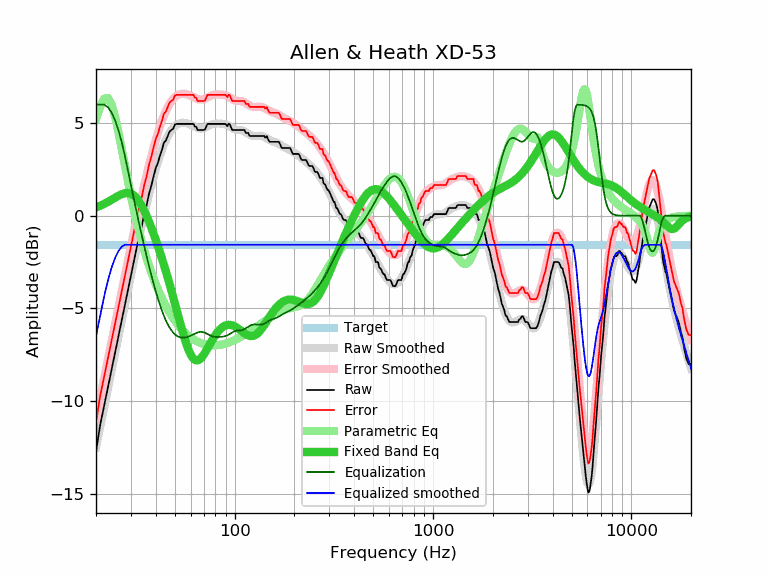 Allen & Heath XD-53
Amplitude (dBr)
5
0
−5
−10
−15
Target
Raw Smoothed
Error Smoothed
Raw
Error
Parametric Eq
Fixed Band Eq
Equalization
Equalized smoothed
100
1000
10000
Frequency (Hz)